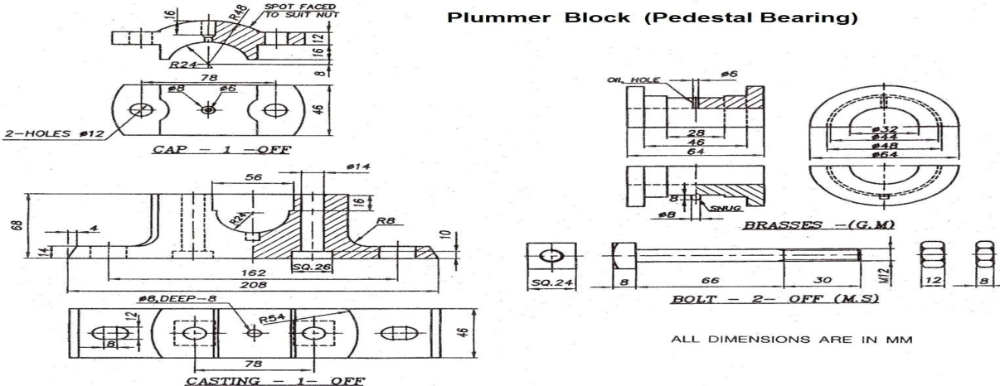 Plummer Block (Pedestal Bearing)
16
R48
SPOT FACED
TO SUIT NUT
12
16
8
R24
78
ø8
ø6
46
2-HOLES ø12
CAP - 1 -OFF
56
ø14
16
68
R24
R8
4
14
10
SQ.26
162
208
ø8,DEEP-8
R54
12
8
46
78
CASTING - 1- OFF
OIL HOLE
ø6
28
46
64
ø32
ø44
ø48
ø64
8
ø8
SNUG
BRASSES -(G.M)
SQ.24
8
66
30
M12
12
8
BOLT - 2- OFF (M.S)
ALL DIMENSIONS ARE IN MM